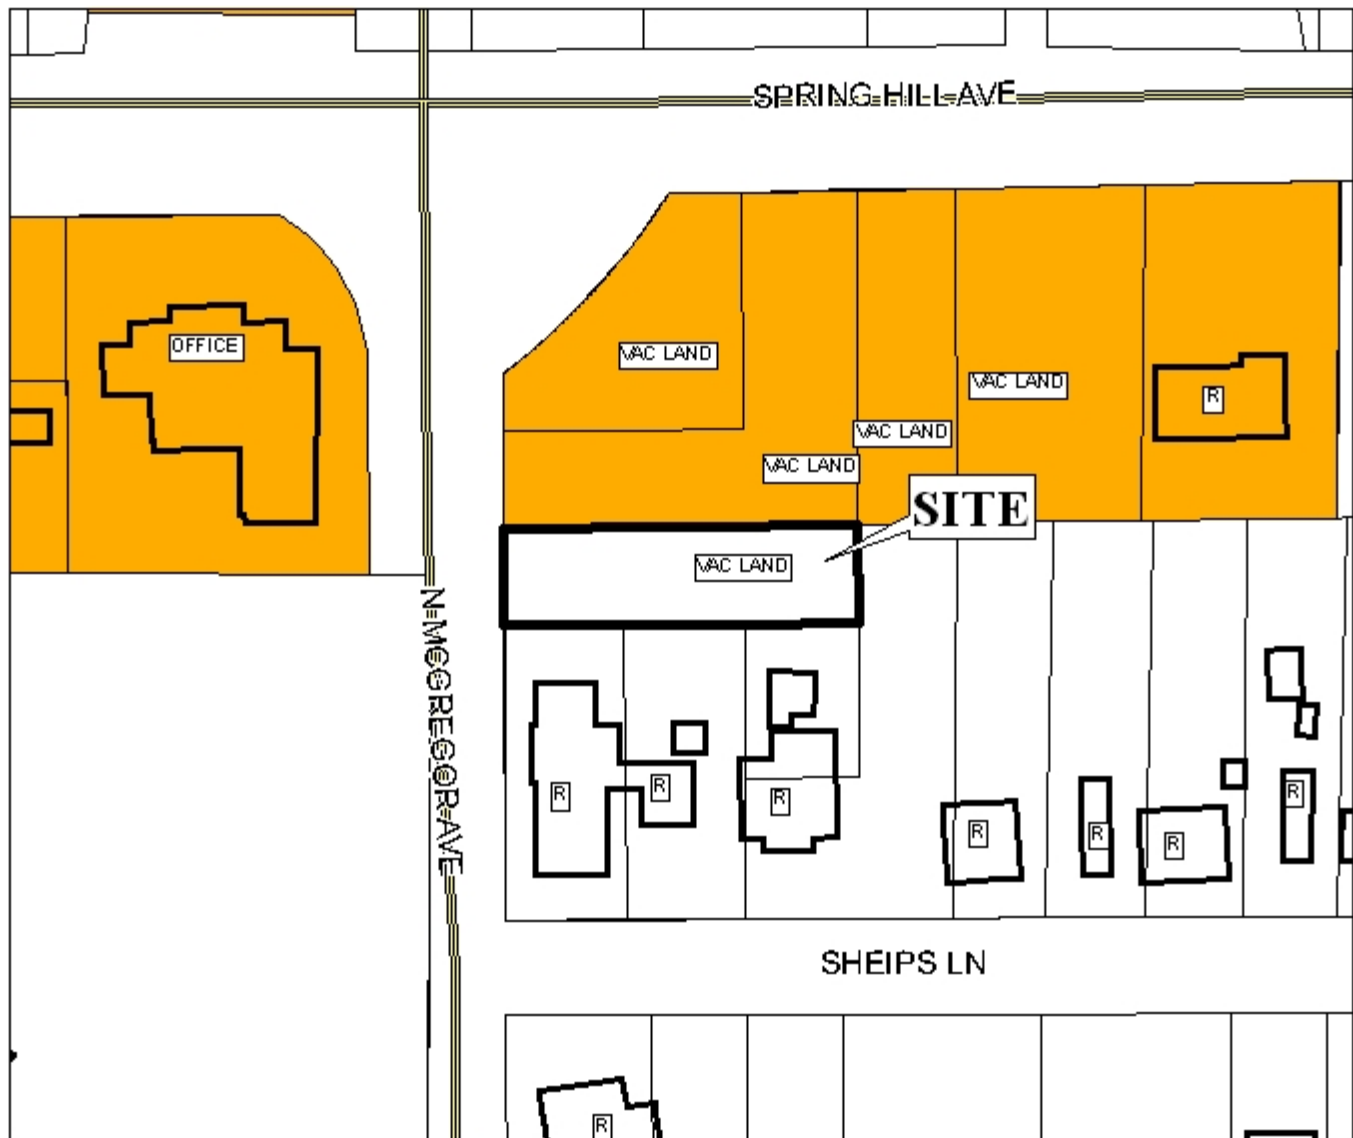 SPRING HILL AVE
OFFICE
VAC LAND
VAC LAND
R
VAC LAND
VAC LAND
SITE
VAC LAND
N MCGREGOR AVE
R
R
R
R
R
R
R
SHEIPS LN
R